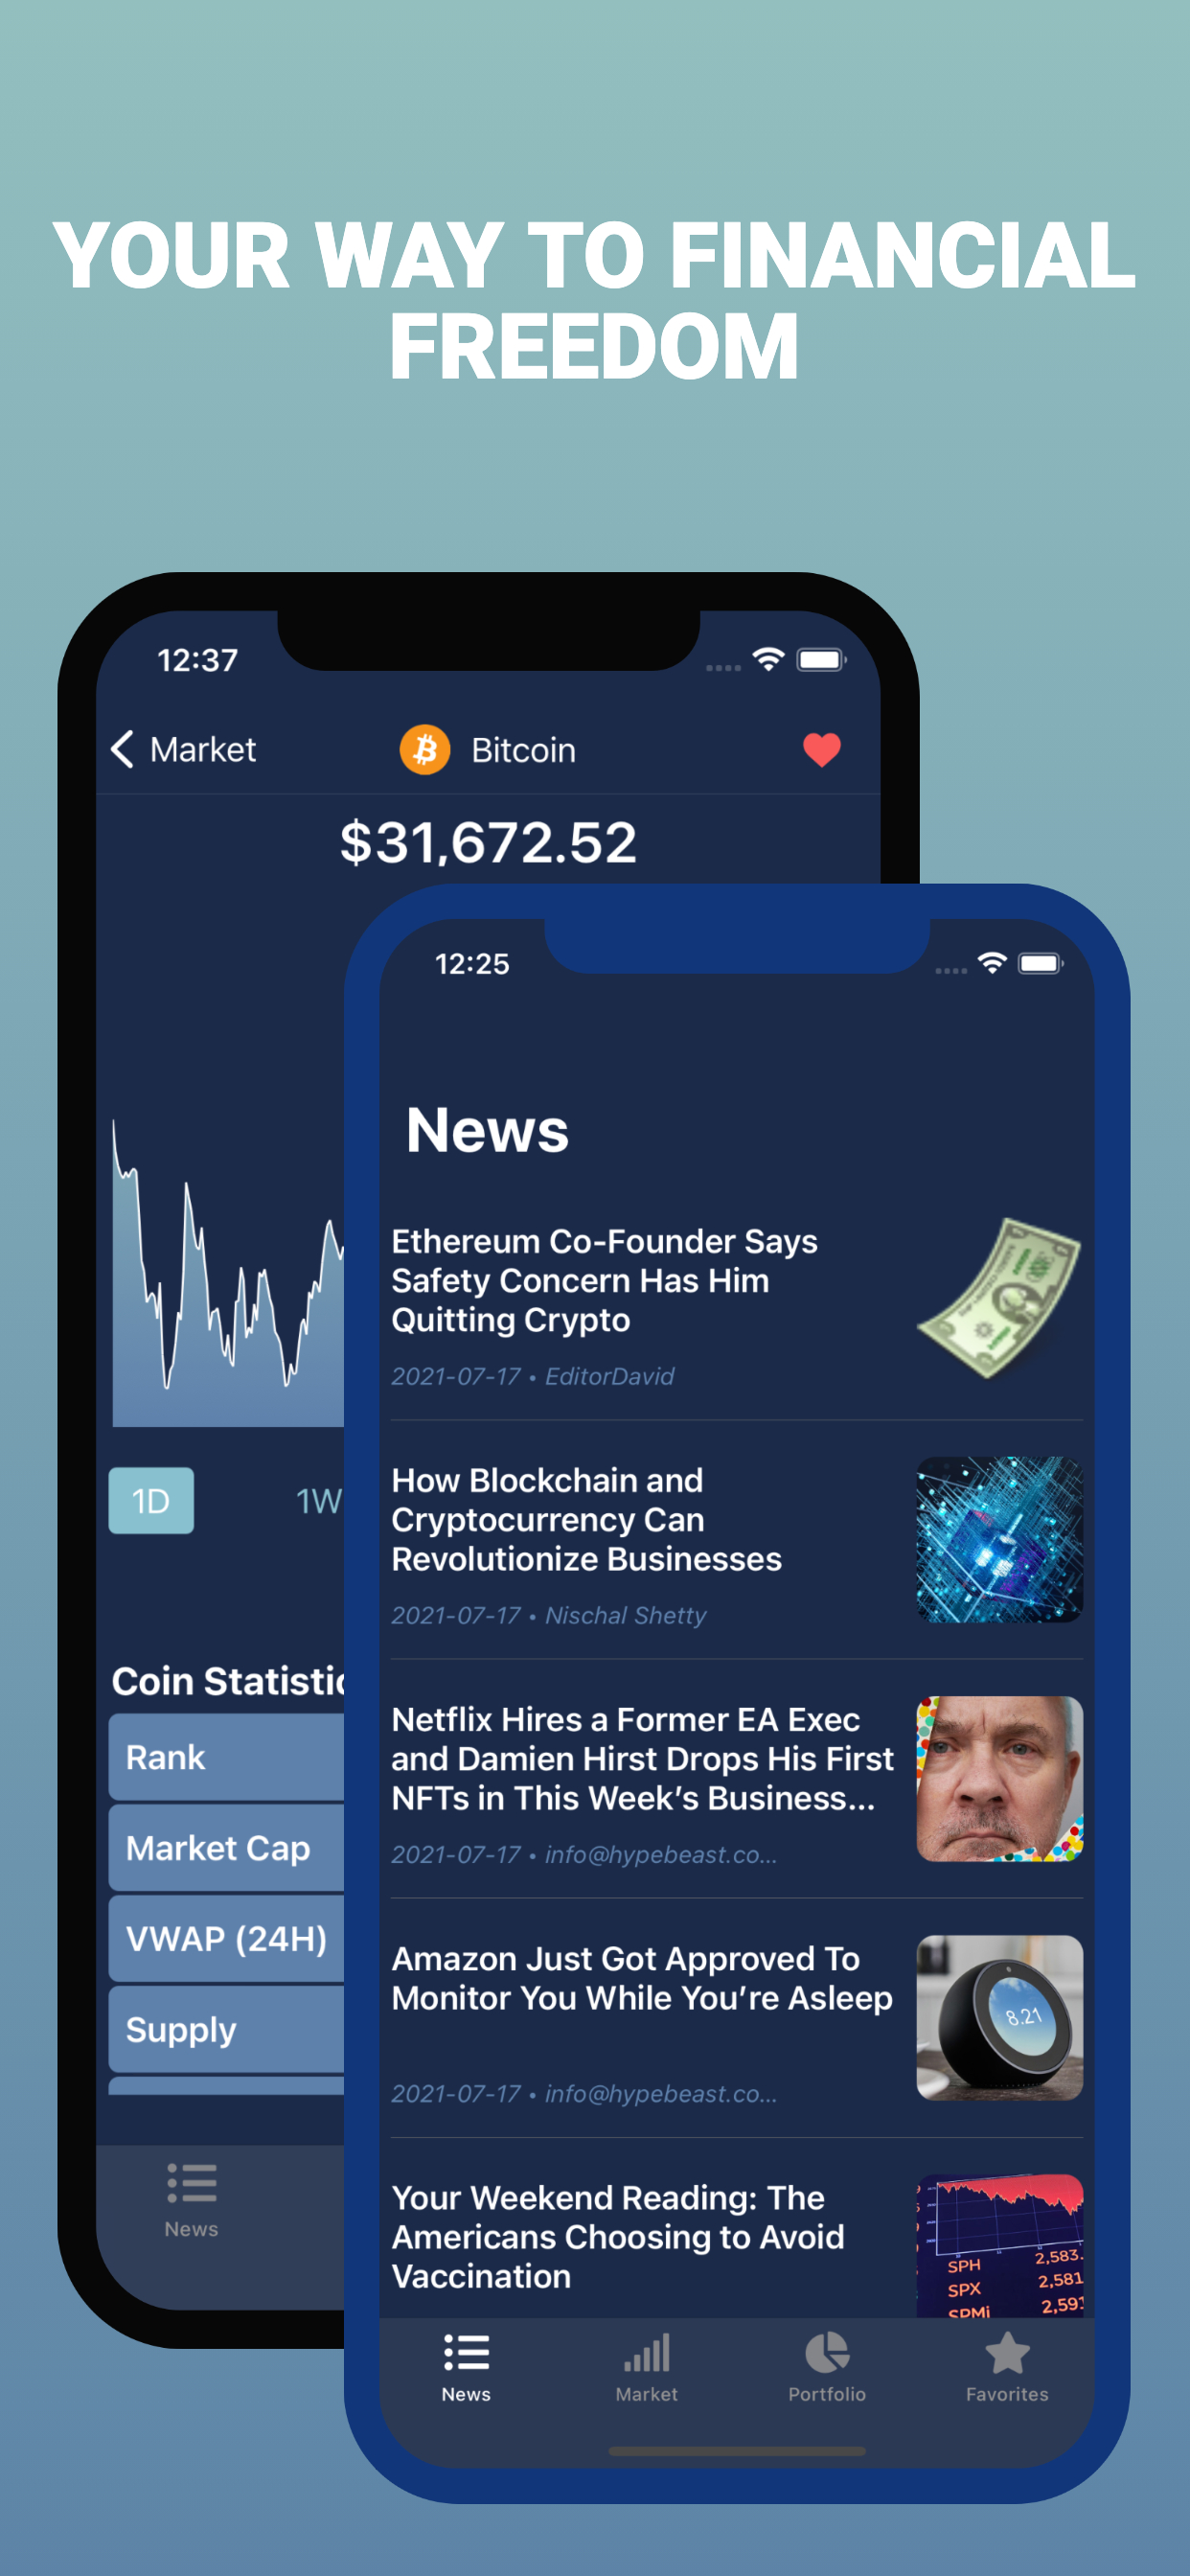 YOUR WAY TO FINANCIAL
FREEDOM
12:37
Market
Bitcoin
$31,672.52
1D
1W
Coin Statistic
Rank
Market Cap
VWAP (24H)
Supply
News
12:25
News
Ethereum Co-Founder Says
Safety Concern Has Him
Quitting Crypto
2021-07-17 • EditorDavid
How Blockchain and
Cryptocurrency Can
Revolutionize Businesses
2021-07-17 • Nischal Shetty
Netflix Hires a Former EA Exec
and Damien Hirst Drops His First
NFTs in This Week’s Business...
2021-07-17 • info@hypebeast.co...
Amazon Just Got Approved To
Monitor You While You’re Asleep
8.21
2021-07-17 • info@hypebeast.co...
Your Weekend Reading: The
Americans Choosing to Avoid
Vaccination
SPH 2,583.
SPX 2,581
SPMi 2,591
News
Market
Portfolio
Favorites